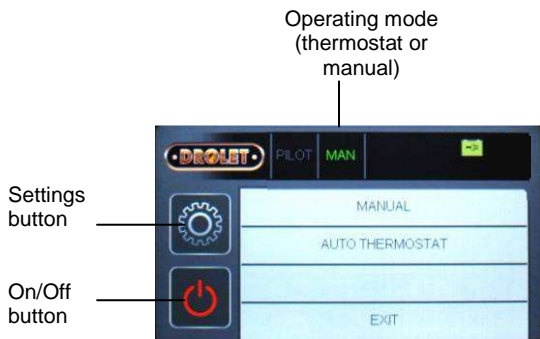 Operating mode
(thermostat or
manual)
DROLET
PILOT MAN
Settings
button
MANUAL
AUTO THERMOSTAT
On/Off
button
EXIT